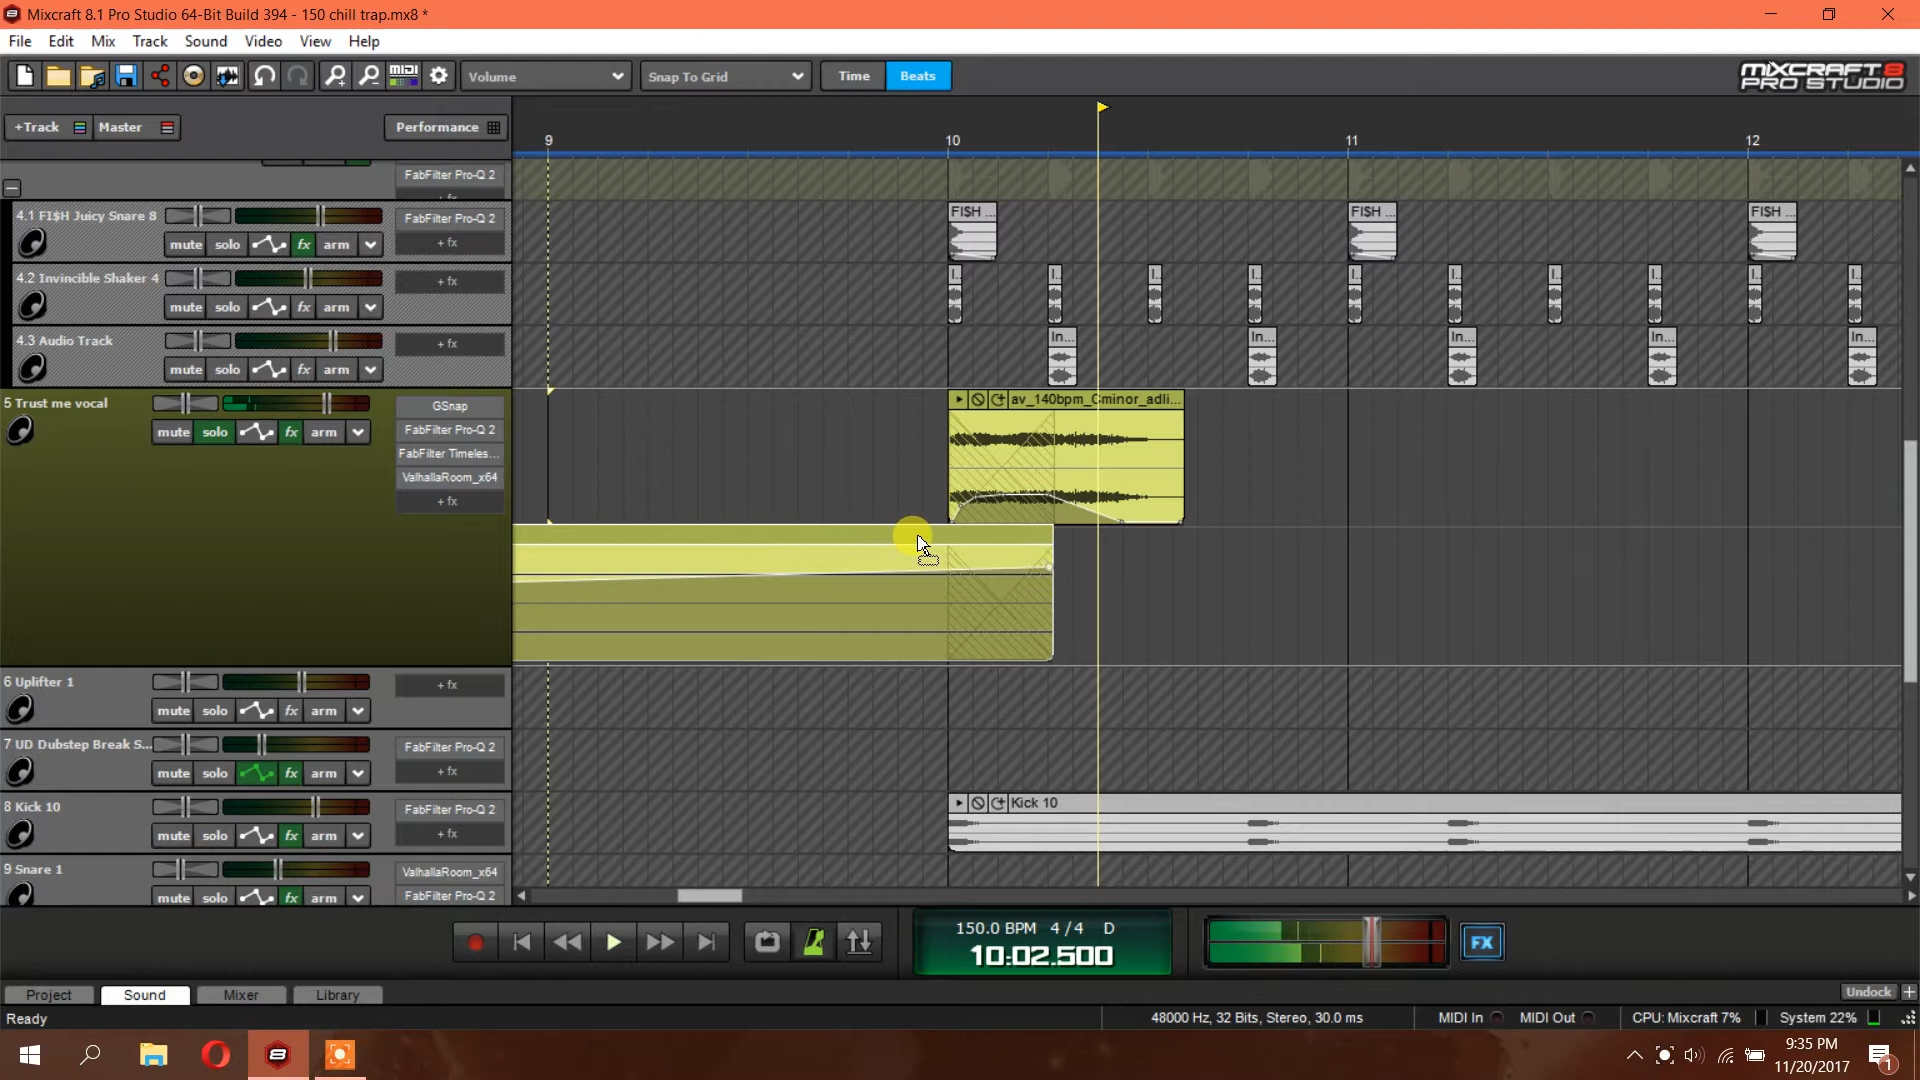 Mixcraft 8.1 Pro Studio 64-Bit Build 394 - 150 chill trap.mx8 *
File Edit Mix Track Sound Video View Help
MIDI Volume Snap To Grid Time Beats
MIXCRAFT 8
PRO STUDIO
+Track Master Performance
9 10 11 12
FabFilter Pro-Q 2
4.1 FI$H Juicy Snare 8
mute solo fx arm
FabFilter Pro-Q 2
+ fx
FI$H ... FI$H ... FI$H ...
4.2 Invincible Shaker 4
mute solo fx arm
+ fx
I.. I.. I.. I.. I.. I.. I.. I.. I.. I..
4.3 Audio Track
mute solo fx arm
+ fx
In... In... In... In... In...
5 Trust me vocal
mute solo fx arm
GSnap
FabFilter Pro-Q 2
FabFilter Timeles...
ValhallaRoom_x64
+ fx
av_140bpm_Cminor_adli...
6 Uplifter 1
mute solo fx arm
+ fx
7 UD Dubstep Break S...
mute solo fx arm
FabFilter Pro-Q 2
+ fx
8 Kick 10
mute solo fx arm
FabFilter Pro-Q 2
+ fx
Kick 10
9 Snare 1
mute solo fx arm
ValhallaRoom_x64
FabFilter Pro-Q 2
150.0 BPM 4/4 D
10:02.500
FX
Project Sound Mixer Library
Undock +
Ready
48000 Hz, 32 Bits, Stereo, 30.0 ms
MIDI In MIDI Out CPU: Mixcraft 7% System 22%
9:35 PM
11/20/2017
1